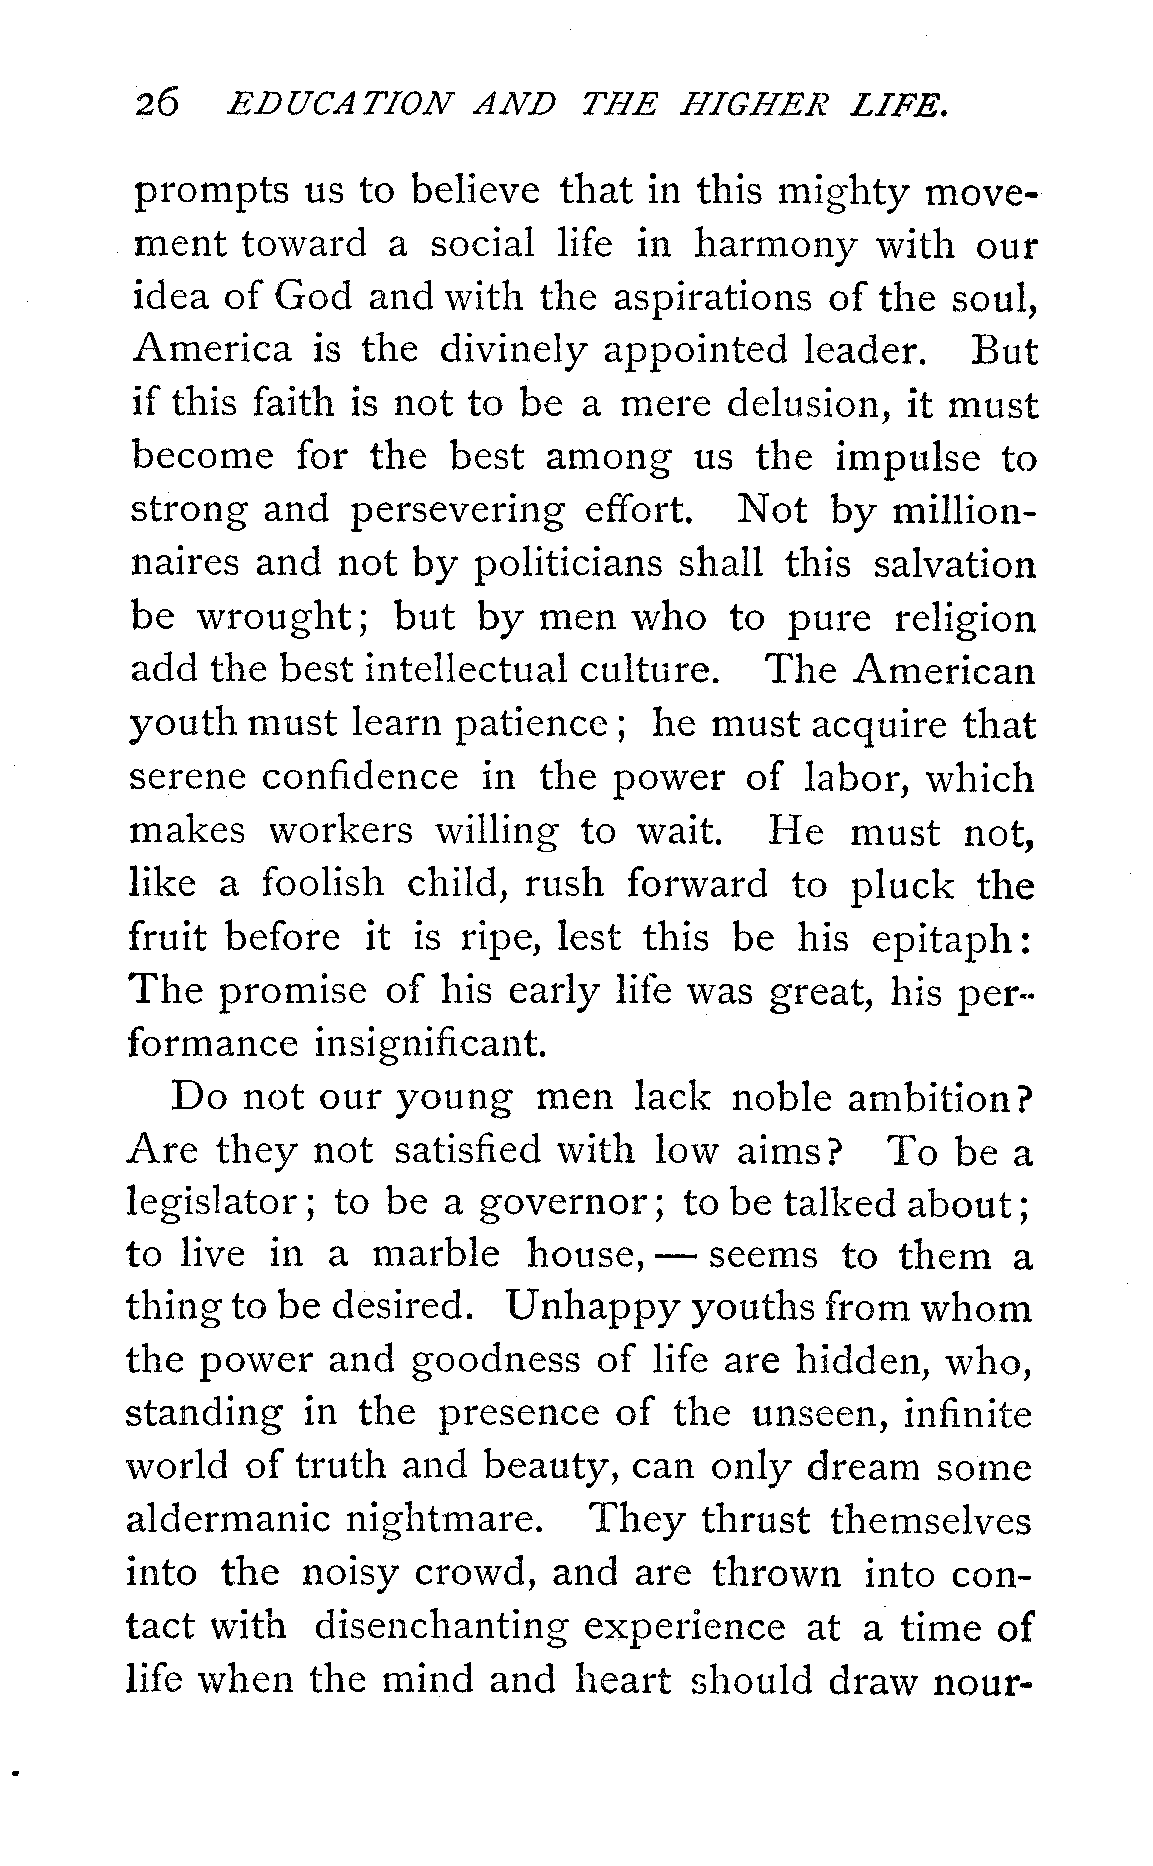 26 EDUCATION AND THE HIGHER LIFE.
prompts us to believe that in this mighty move-
ment toward a social life in harmony with our
idea of God and with the aspirations of the soul,
America is the divinely appointed leader. But
if this faith is not to be a mere delusion, it must
become for the best among us the impulse to
strong and persevering effort. Not by million-
naires and not by politicians shall this salvation
be wrought; but by men who to pure religion
add the best intellectual culture. The American
youth must learn patience; he must acquire that
serene confidence in the power of labor, which
makes workers willing to wait. He must not,
like a foolish child, rush forward to pluck the
fruit before it is ripe, lest this be his epitaph:
The promise of his early life was great, his per-
formance insignificant.
Do not our young men lack noble ambition?
Are they not satisfied with low aims? To be a
legislator; to be a governor; to be talked about;
to live in a marble house, — seems to them a
thing to be desired. Unhappy youths from whom
the power and goodness of life are hidden, who,
standing in the presence of the unseen, infinite
world of truth and beauty, can only dream some
aldermanic nightmare. They thrust themselves
into the noisy crowd, and are thrown into con-
tact with disenchanting experience at a time of
life when the mind and heart should draw nour-